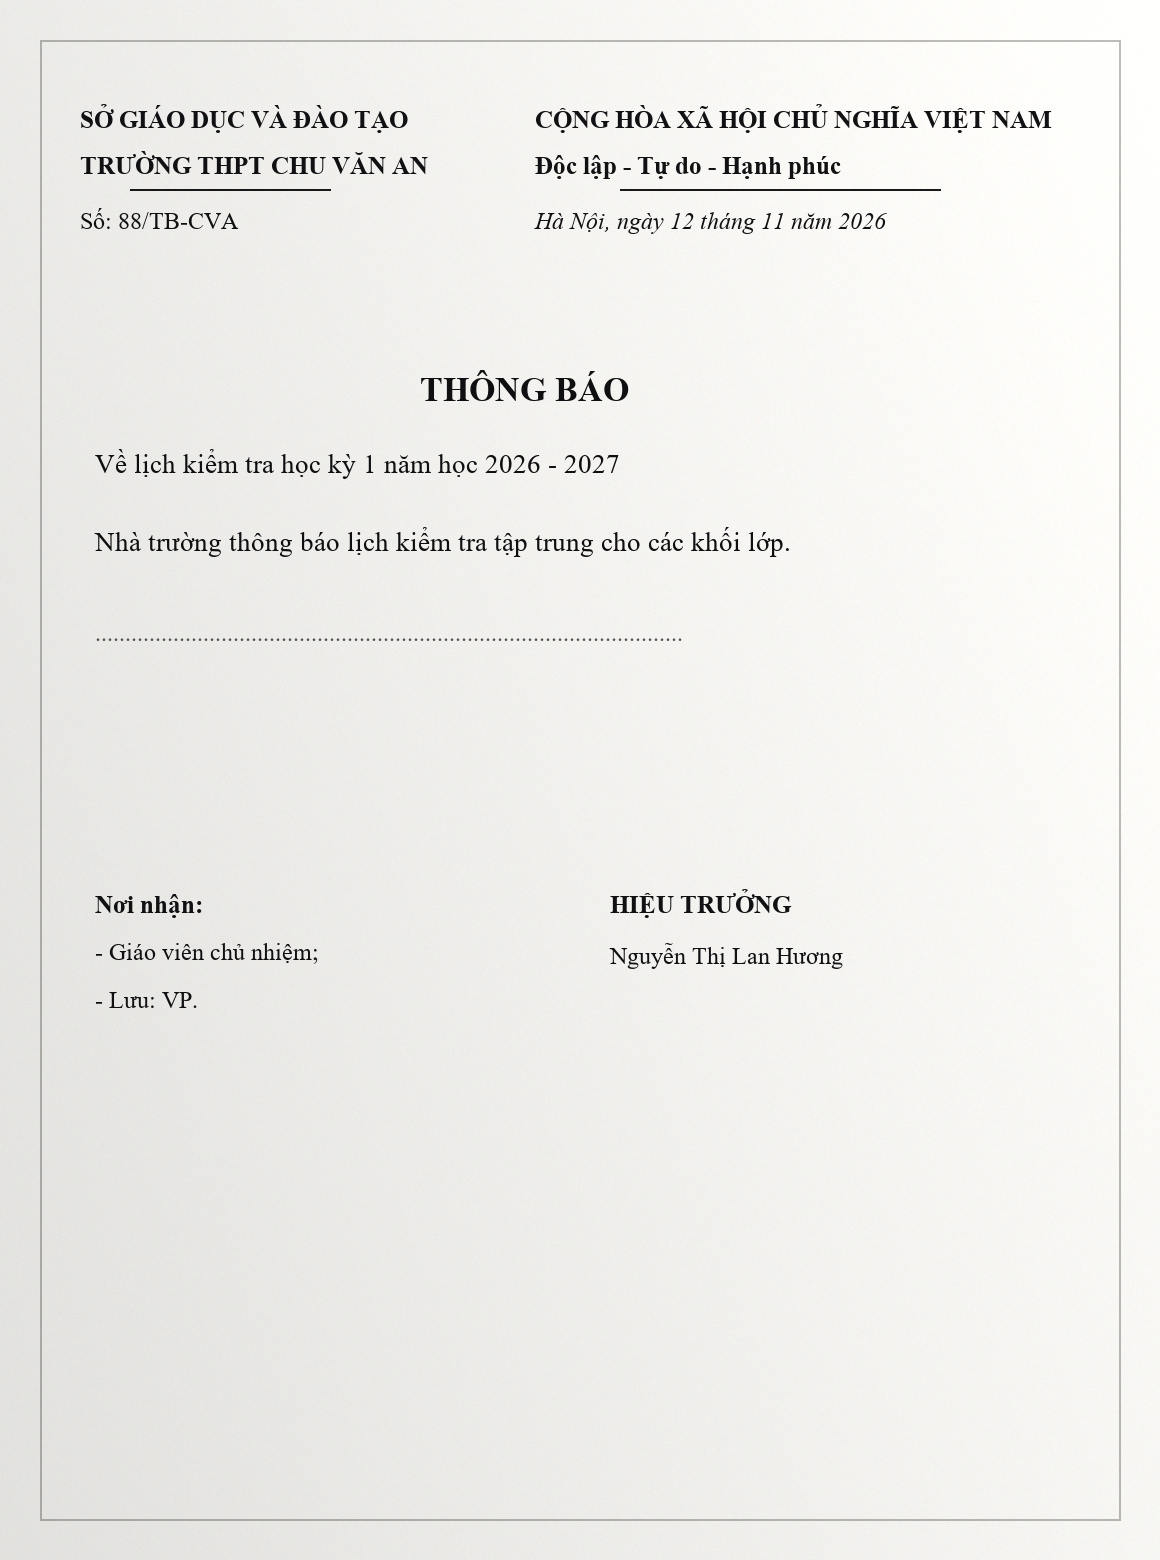 SỞ GIÁO DỤC VÀ ĐÀO TẠO
TRƯỜNG THPT CHU VĂN AN
Số: 88/TB-CVA
CỘNG HÒA XÃ HỘI CHỦ NGHĨA VIỆT NAM
Độc lập - Tự do - Hạnh phúc
Hà Nội, ngày 12 tháng 11 năm 2026
THÔNG BÁO
Về lịch kiểm tra học kỳ 1 năm học 2026 - 2027
Nhà trường thông báo lịch kiểm tra tập trung cho các khối lớp.
..................................................................................................
Nơi nhận:
- Giáo viên chủ nhiệm;
- Lưu: VP.
HIỆU TRƯỞNG
Nguyễn Thị Lan Hương